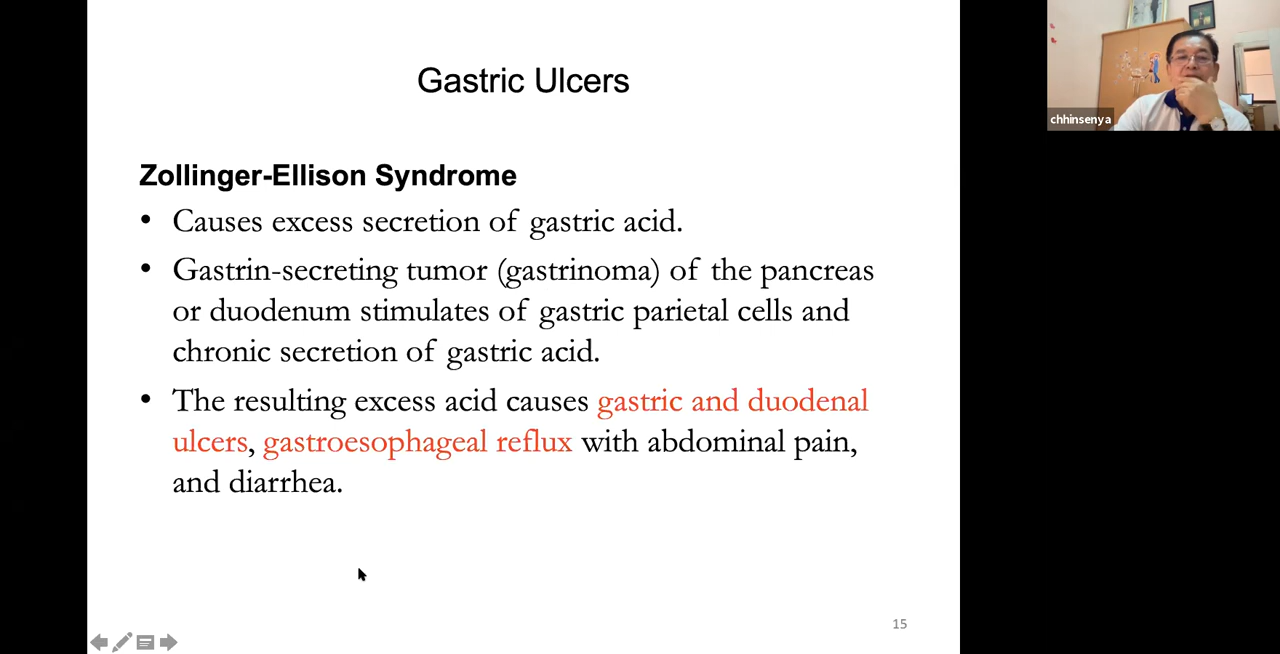 Gastric Ulcers
Zollinger-Ellison Syndrome
• Causes excess secretion of gastric acid.
• Gastrin-secreting tumor (gastrinoma) of the pancreas
or duodenum stimulates of gastric parietal cells and
chronic secretion of gastric acid.
• The resulting excess acid causes gastric and duodenal
ulcers, gastroesophageal reflux with abdominal pain,
and diarrhea.
15
chhinsenya